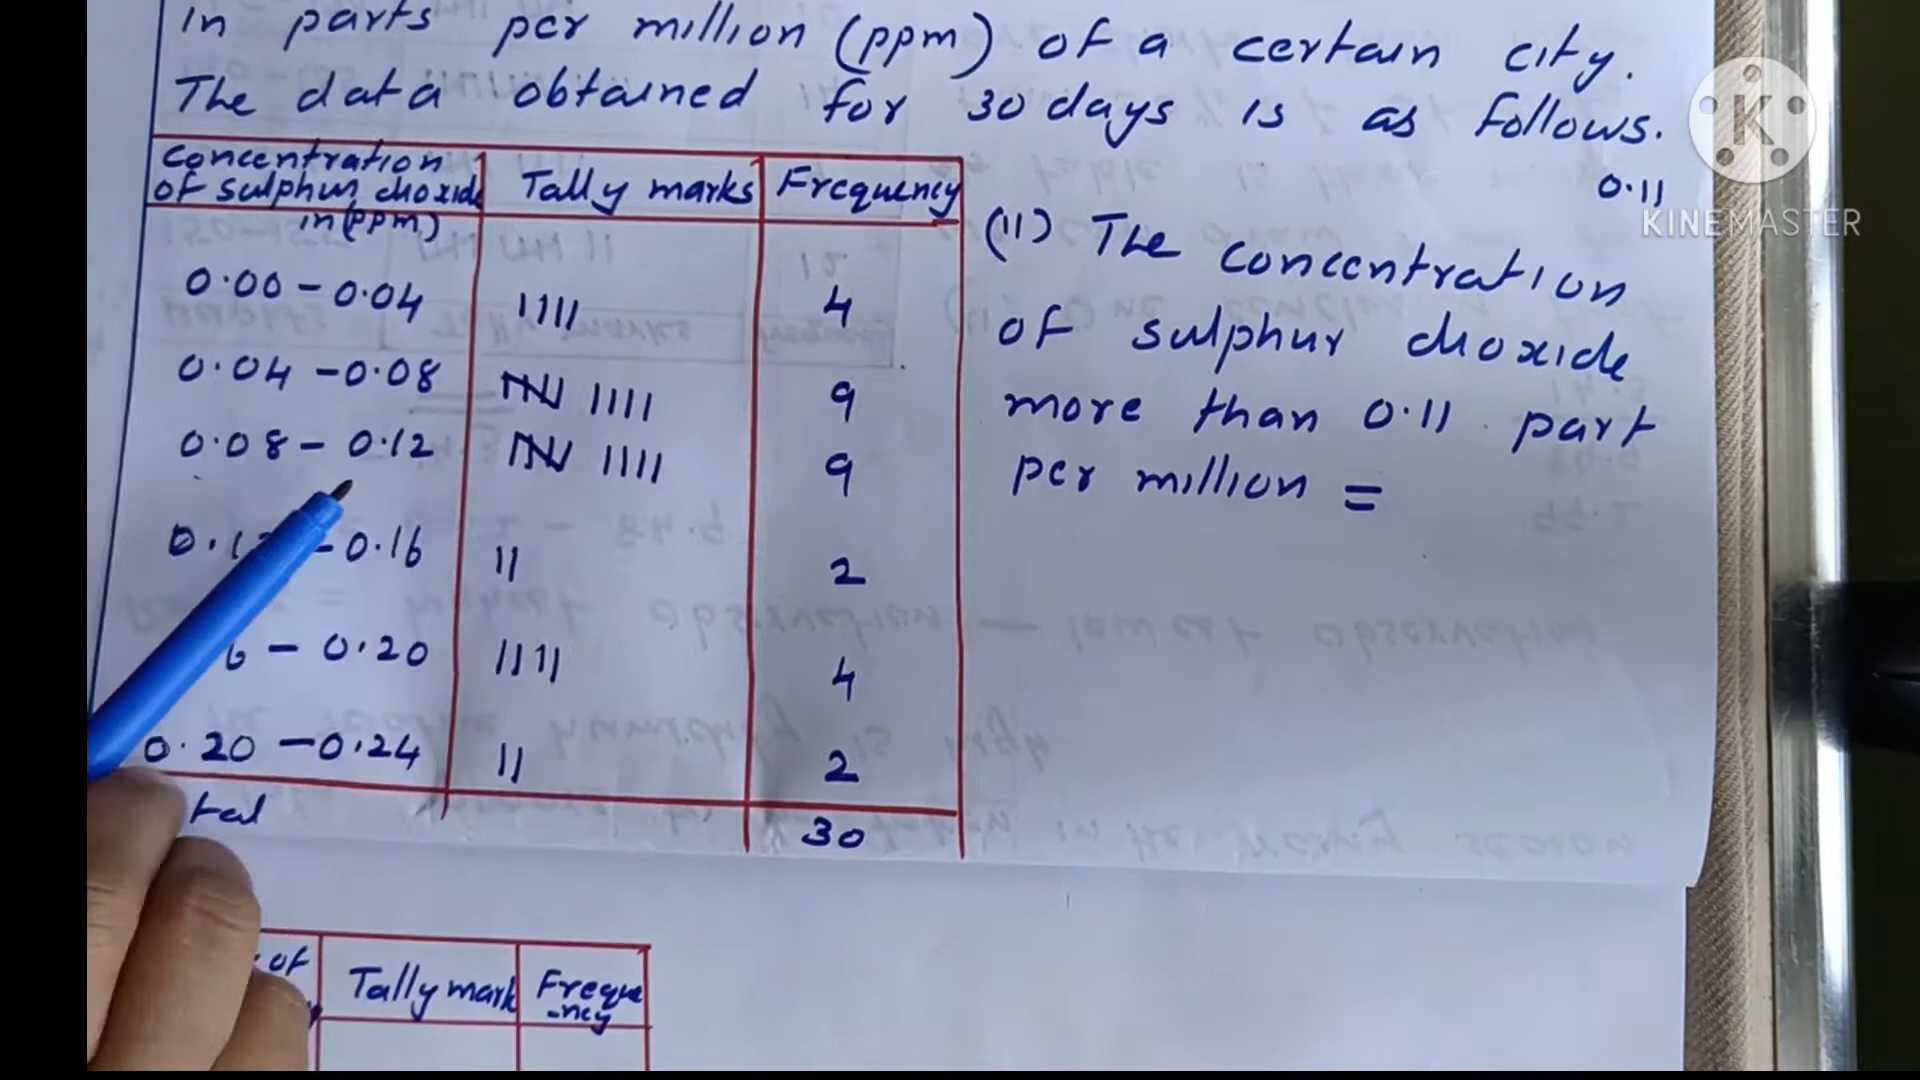 in parts per million (ppm) of a certain city.
The data obtained for 30 days is as follows.
0.11
K
KINEMASTER
Concentration of sulphur dioxide in (ppm) Tally marks Frequency
0.00 - 0.04 |||| 4
0.04 - 0.08 |||| |||| 9
0.08 - 0.12 |||| |||| 9
- 0.16 || 2
- 0.20 |||| 4
0.20 - 0.24 || 2
tal 30
(ii) The concentration
of sulphur dioxide
more than 0.11 part
per million =
of Tally mark Freque
-ncy